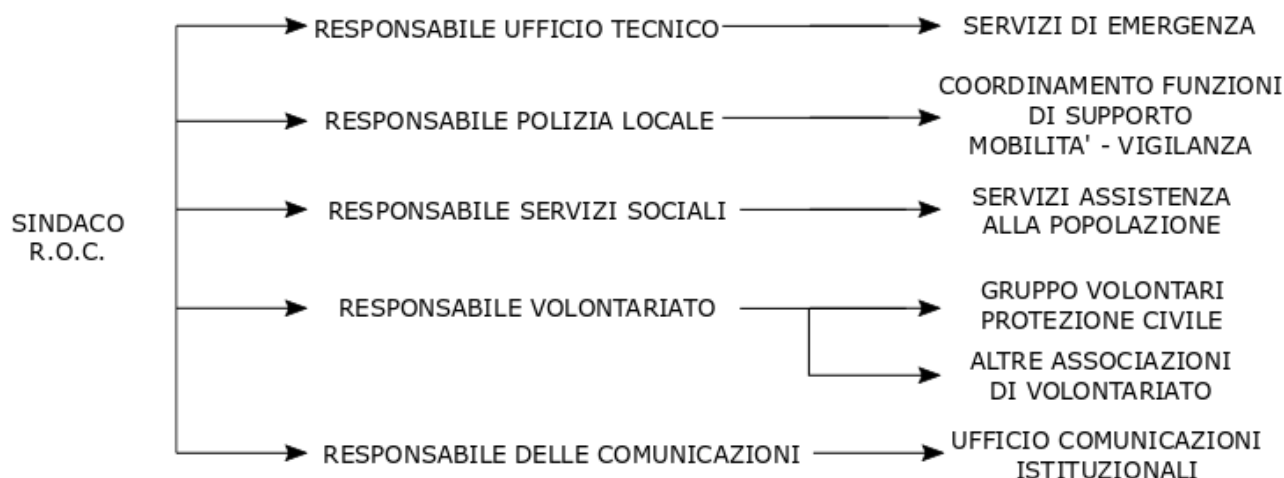 RESPONSABILE UFFICIO TECNICO
SERVIZI DI EMERGENZA
RESPONSABILE POLIZIA LOCALE
COORDINAMENTO FUNZIONI
DI SUPPORTO
MOBILITA' - VIGILANZA
SINDACO
R.O.C.
RESPONSABILE SERVIZI SOCIALI
SERVIZI ASSISTENZA
ALLA POPOLAZIONE
RESPONSABILE VOLONTARIATO
GRUPPO VOLONTARI
PROTEZIONE CIVILE
ALTRE ASSOCIAZIONI
DI VOLONTARIATO
RESPONSABILE DELLE COMUNICAZIONI
UFFICIO COMUNICAZIONI
ISTITUZIONALI